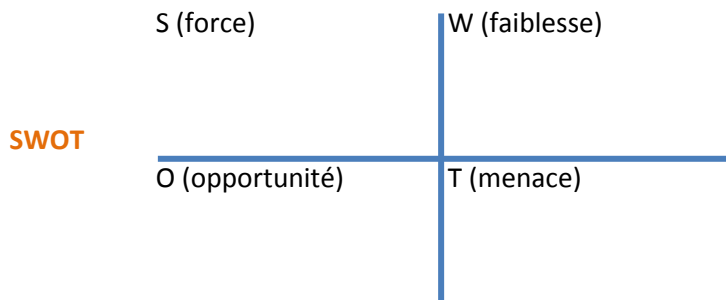 S (force)
W (faiblesse)
SWOT
O (opportunité)
T (menace)